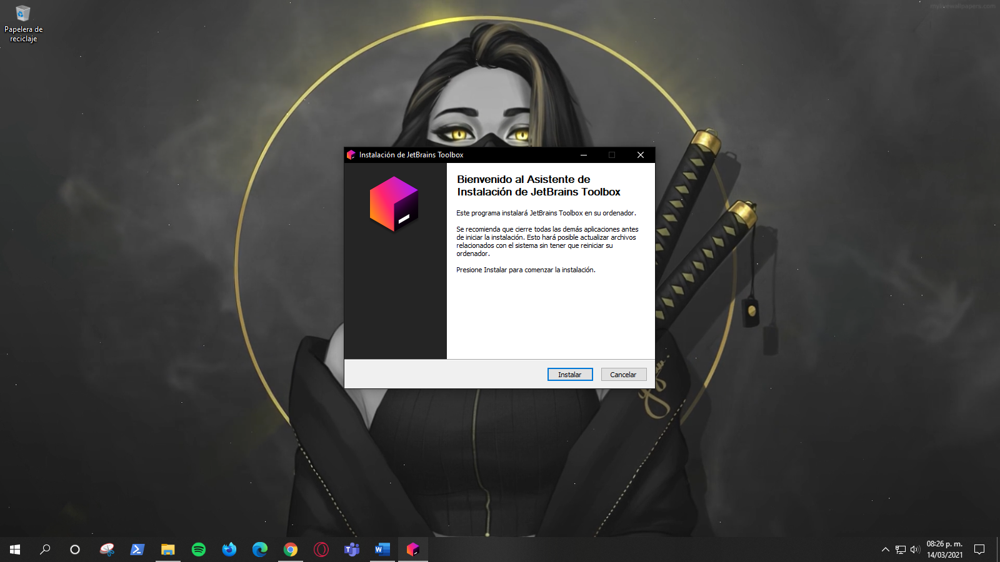 mylivewallpapers.com
Papelera de
reciclaje
Instalación de JetBrains Toolbox
Bienvenido al Asistente de
Instalación de JetBrains Toolbox
Este programa instalará JetBrains Toolbox en su ordenador.
Se recomienda que cierre todas las demás aplicaciones antes
de iniciar la instalación. Esto hará posible actualizar archivos
relacionados con el sistema sin tener que reiniciar su
ordenador.
Presione Instalar para comenzar la instalación.
Instalar
Cancelar
08:26 p. m.
14/03/2021